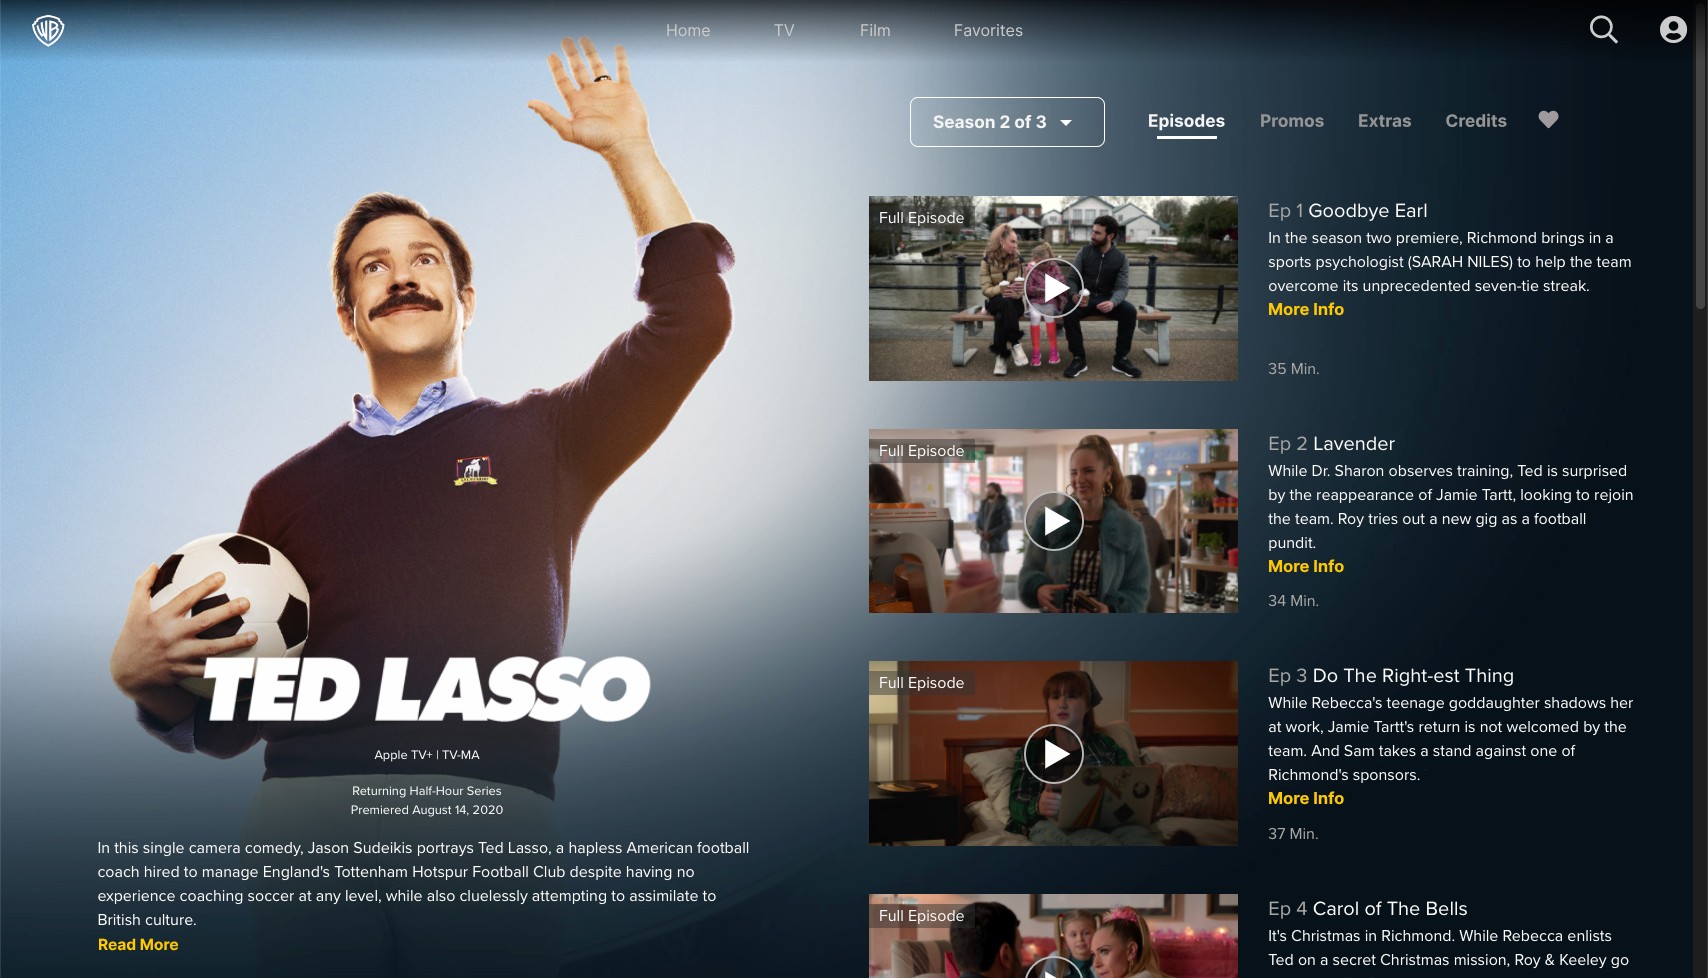 WB
Home
TV
Film
Favorites
Season 2 of 3
Episodes
Promos
Extras
Credits
TED LASSO
Apple TV+ | TV-MA
Returning Half-Hour Series
Premiered August 14, 2020
In this single camera comedy, Jason Sudeikis portrays Ted Lasso, a hapless American football
coach hired to manage England's Tottenham Hotspur Football Club despite having no
experience coaching soccer at any level, while also cluelessly attempting to assimilate to
British culture.
Read More
Full Episode
Ep 1 Goodbye Earl
In the season two premiere, Richmond brings in a
sports psychologist (SARAH NILES) to help the team
overcome its unprecedented seven-tie streak.
More Info
35 Min.
Full Episode
Ep 2 Lavender
While Dr. Sharon observes training, Ted is surprised
by the reappearance of Jamie Tartt, looking to rejoin
the team. Roy tries out a new gig as a football
pundit.
More Info
34 Min.
Full Episode
Ep 3 Do The Right-est Thing
While Rebecca's teenage goddaughter shadows her
at work, Jamie Tartt's return is not welcomed by the
team. And Sam takes a stand against one of
Richmond's sponsors.
More Info
37 Min.
Full Episode
Ep 4 Carol of The Bells
It's Christmas in Richmond. While Rebecca enlists
Ted on a secret Christmas mission, Roy & Keeley go